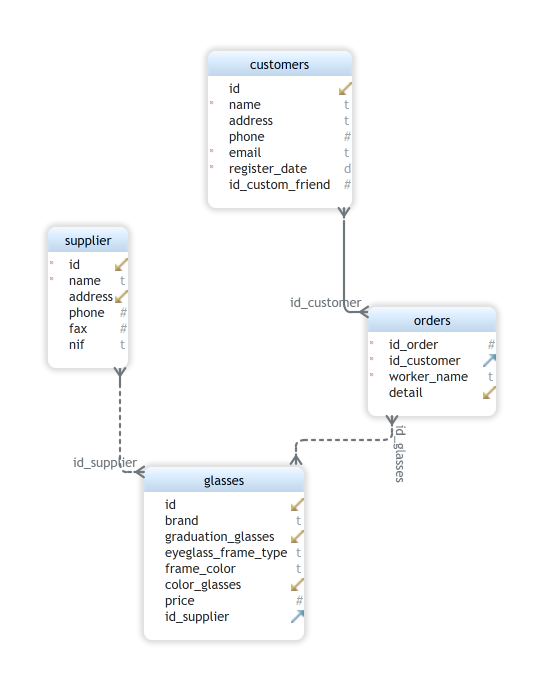 customers
id
* name t
address t
phone #
* email t
* register_date d
id_custom_friend #
supplier
* id
* name t
address
phone #
fax #
nif t
id_customer
orders
* id_order #
* id_customer
* worker_name t
detail
id_glasses
id_supplier
glasses
id
brand t
graduation_glasses
eyeglass_frame_type t
frame_color t
color_glasses
price #
id_supplier